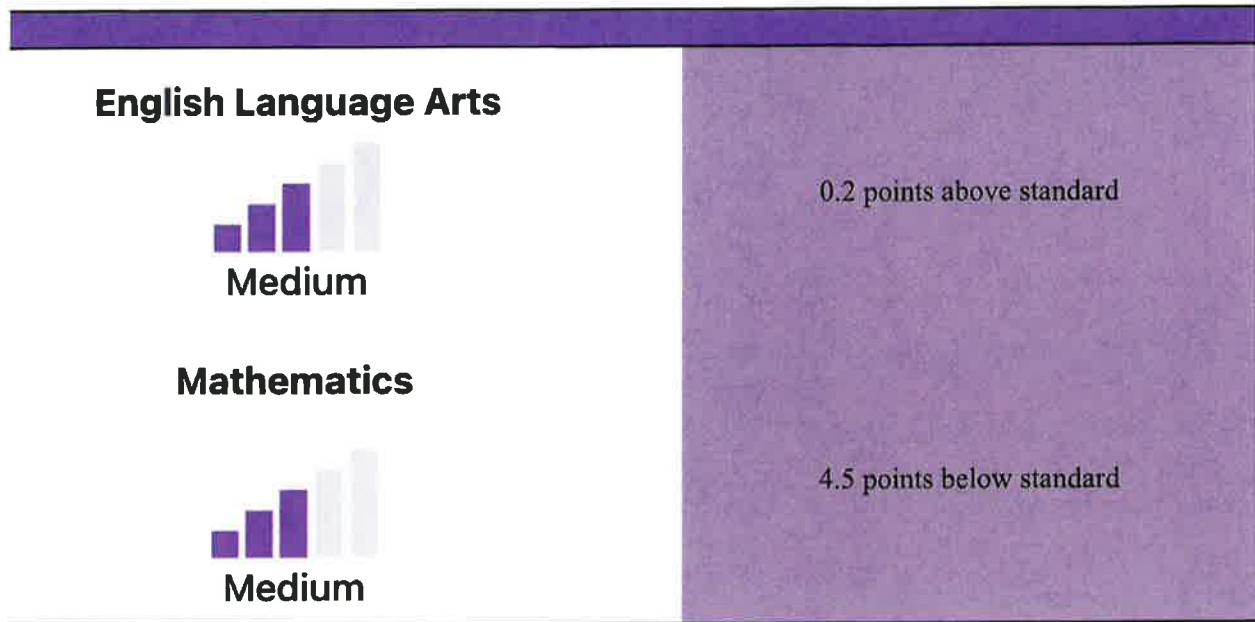 English Language Arts
0.2 points above standard
Medium
Mathematics
4.5 points below standard
Medium